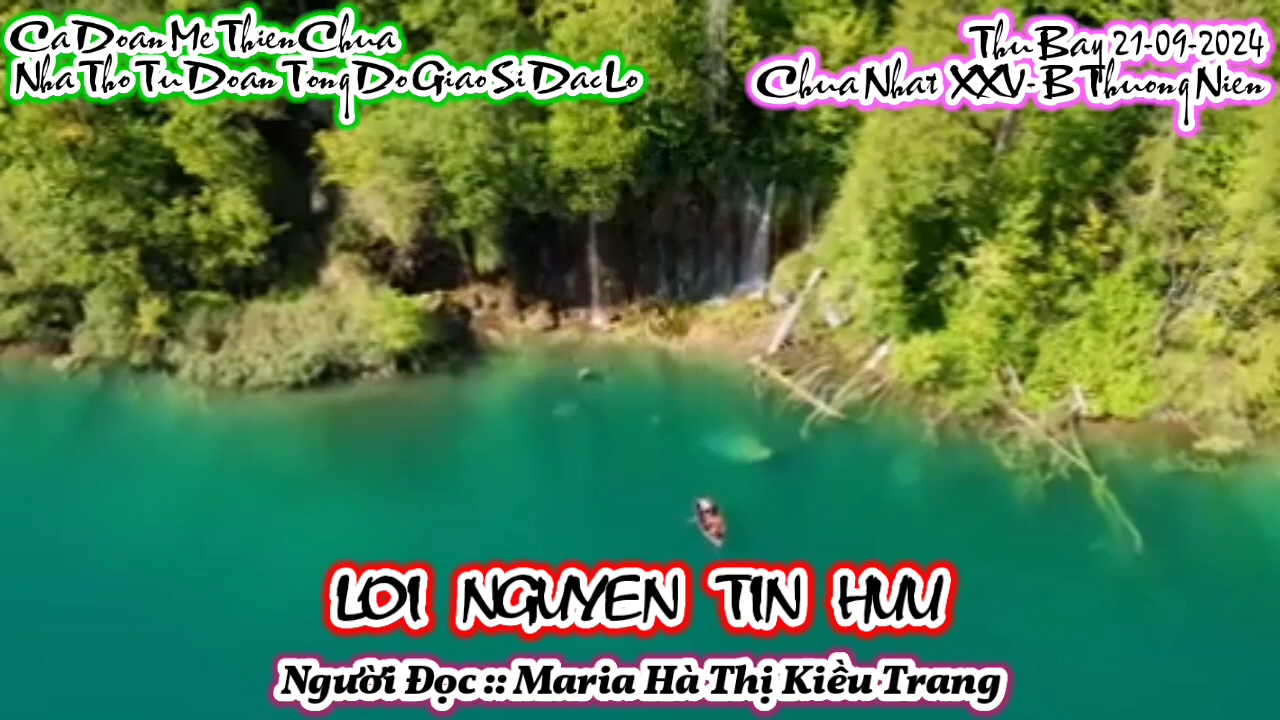 Ca Doan Me Thien Chua
Nha Tho Tu Doan Tong Do Giao Si Dac Lo
Thu Bay 21-09-2024
Chua Nhat XXV-B Thuong Nien
LOI NGUYEN TIN HUU
Người Đọc :: Maria Hà Thị Kiều Trang